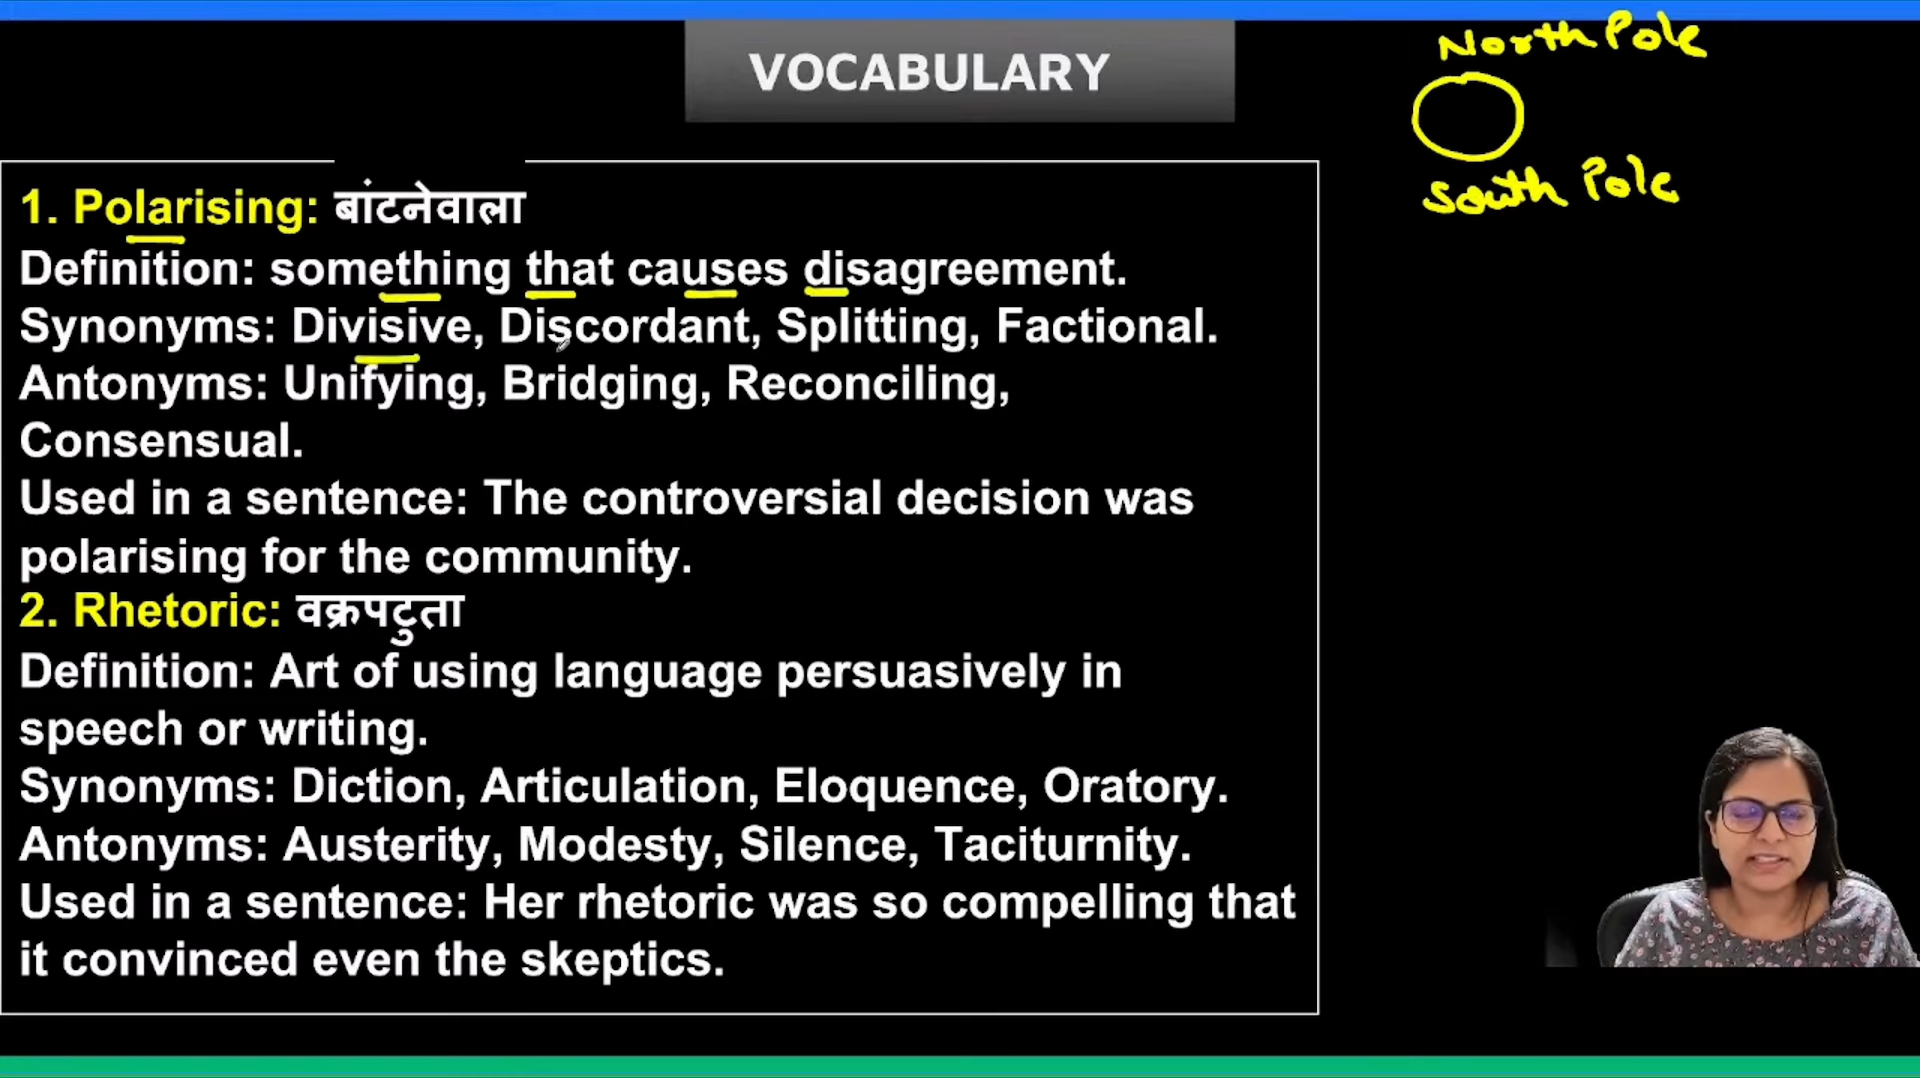 VOCABULARY
North Pole
South Pole
1. Polarising: बांटनेवाला
Definition: something that causes disagreement.
Synonyms: Divisive, Discordant, Splitting, Factional.
Antonyms: Unifying, Bridging, Reconciling,
Consensual.
Used in a sentence: The controversial decision was
polarising for the community.
2. Rhetoric: वक्रपटुता
Definition: Art of using language persuasively in
speech or writing.
Synonyms: Diction, Articulation, Eloquence, Oratory.
Antonyms: Austerity, Modesty, Silence, Taciturnity.
Used in a sentence: Her rhetoric was so compelling that
it convinced even the skeptics.